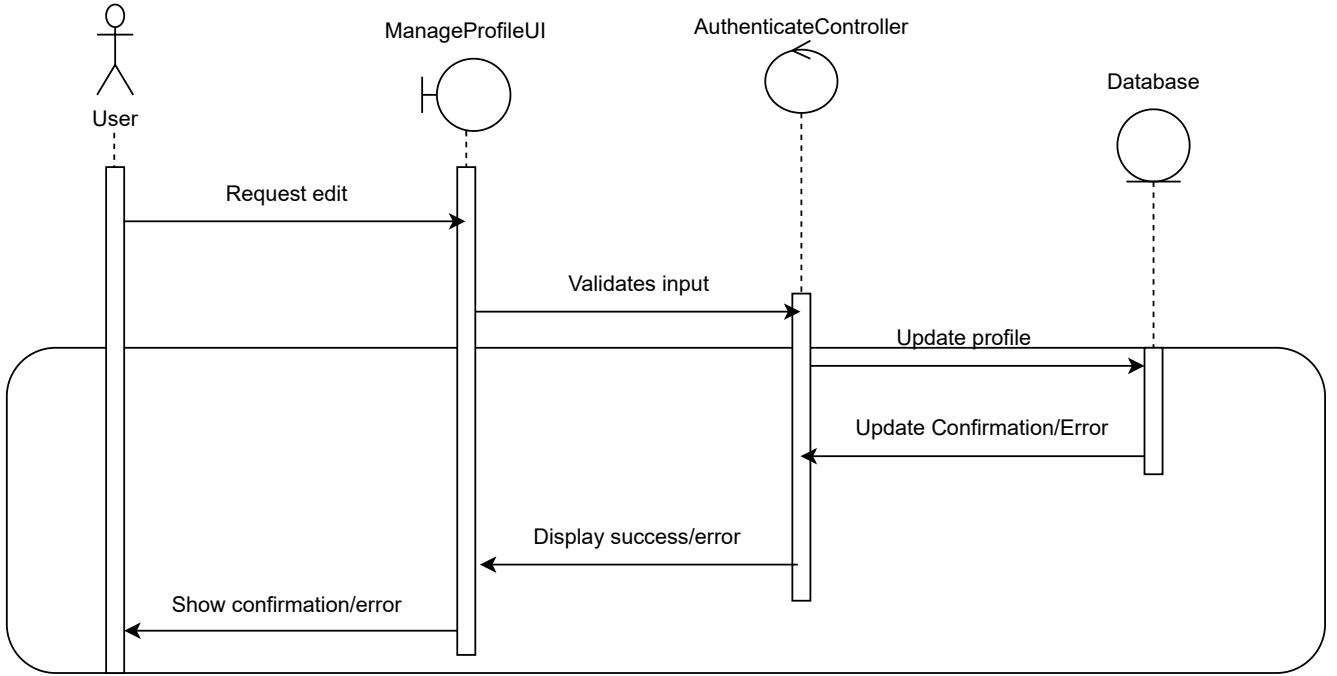 ManageProfileUI
AuthenticateController
Database
User
Request edit
Validates input
Update profile
Update Confirmation/Error
Display success/error
Show confirmation/error